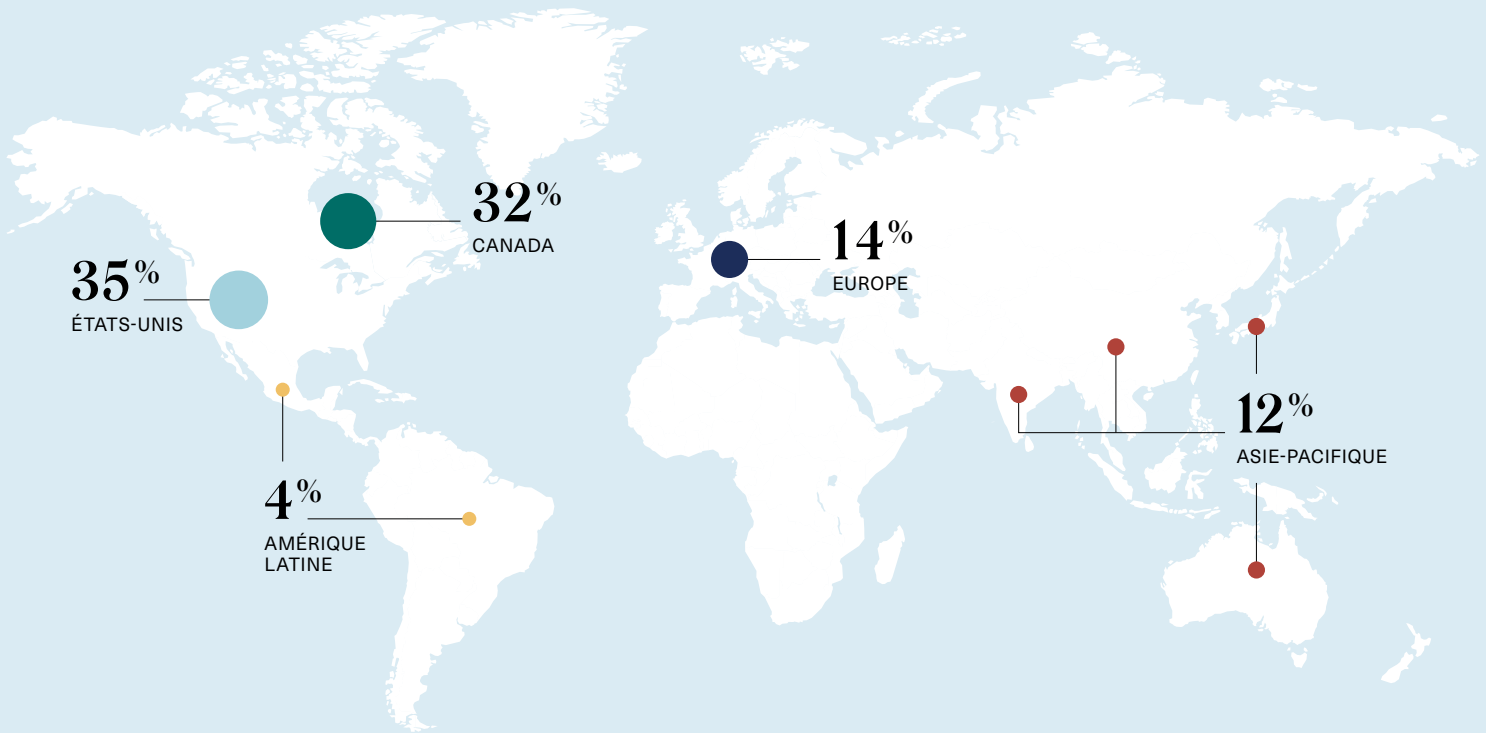 32%
CANADA
35%
ÉTATS-UNIS
14%
EUROPE
12%
ASIE-PACIFIQUE
4%
AMÉRIQUE
LATINE